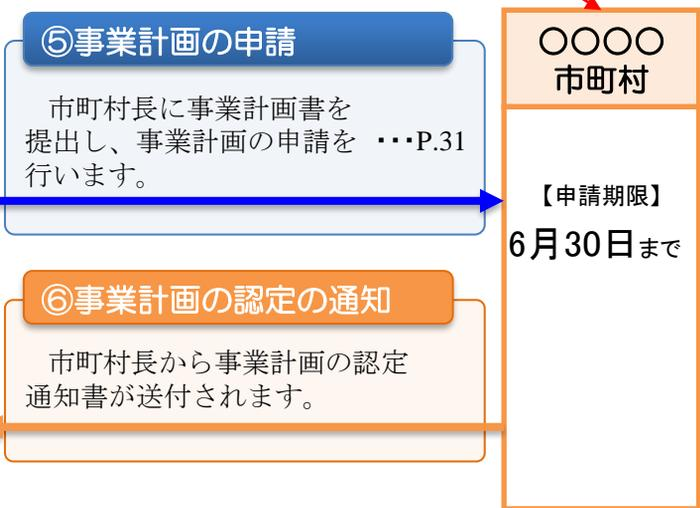 ⑤事業計画の申請
市町村長に事業計画書を
提出し、事業計画の申請を ･･･P.31
行います。
〇〇〇〇
市町村
【申請期限】
6月30日まで
⑥事業計画の認定の通知
市町村長から事業計画の認定
通知書が送付されます。